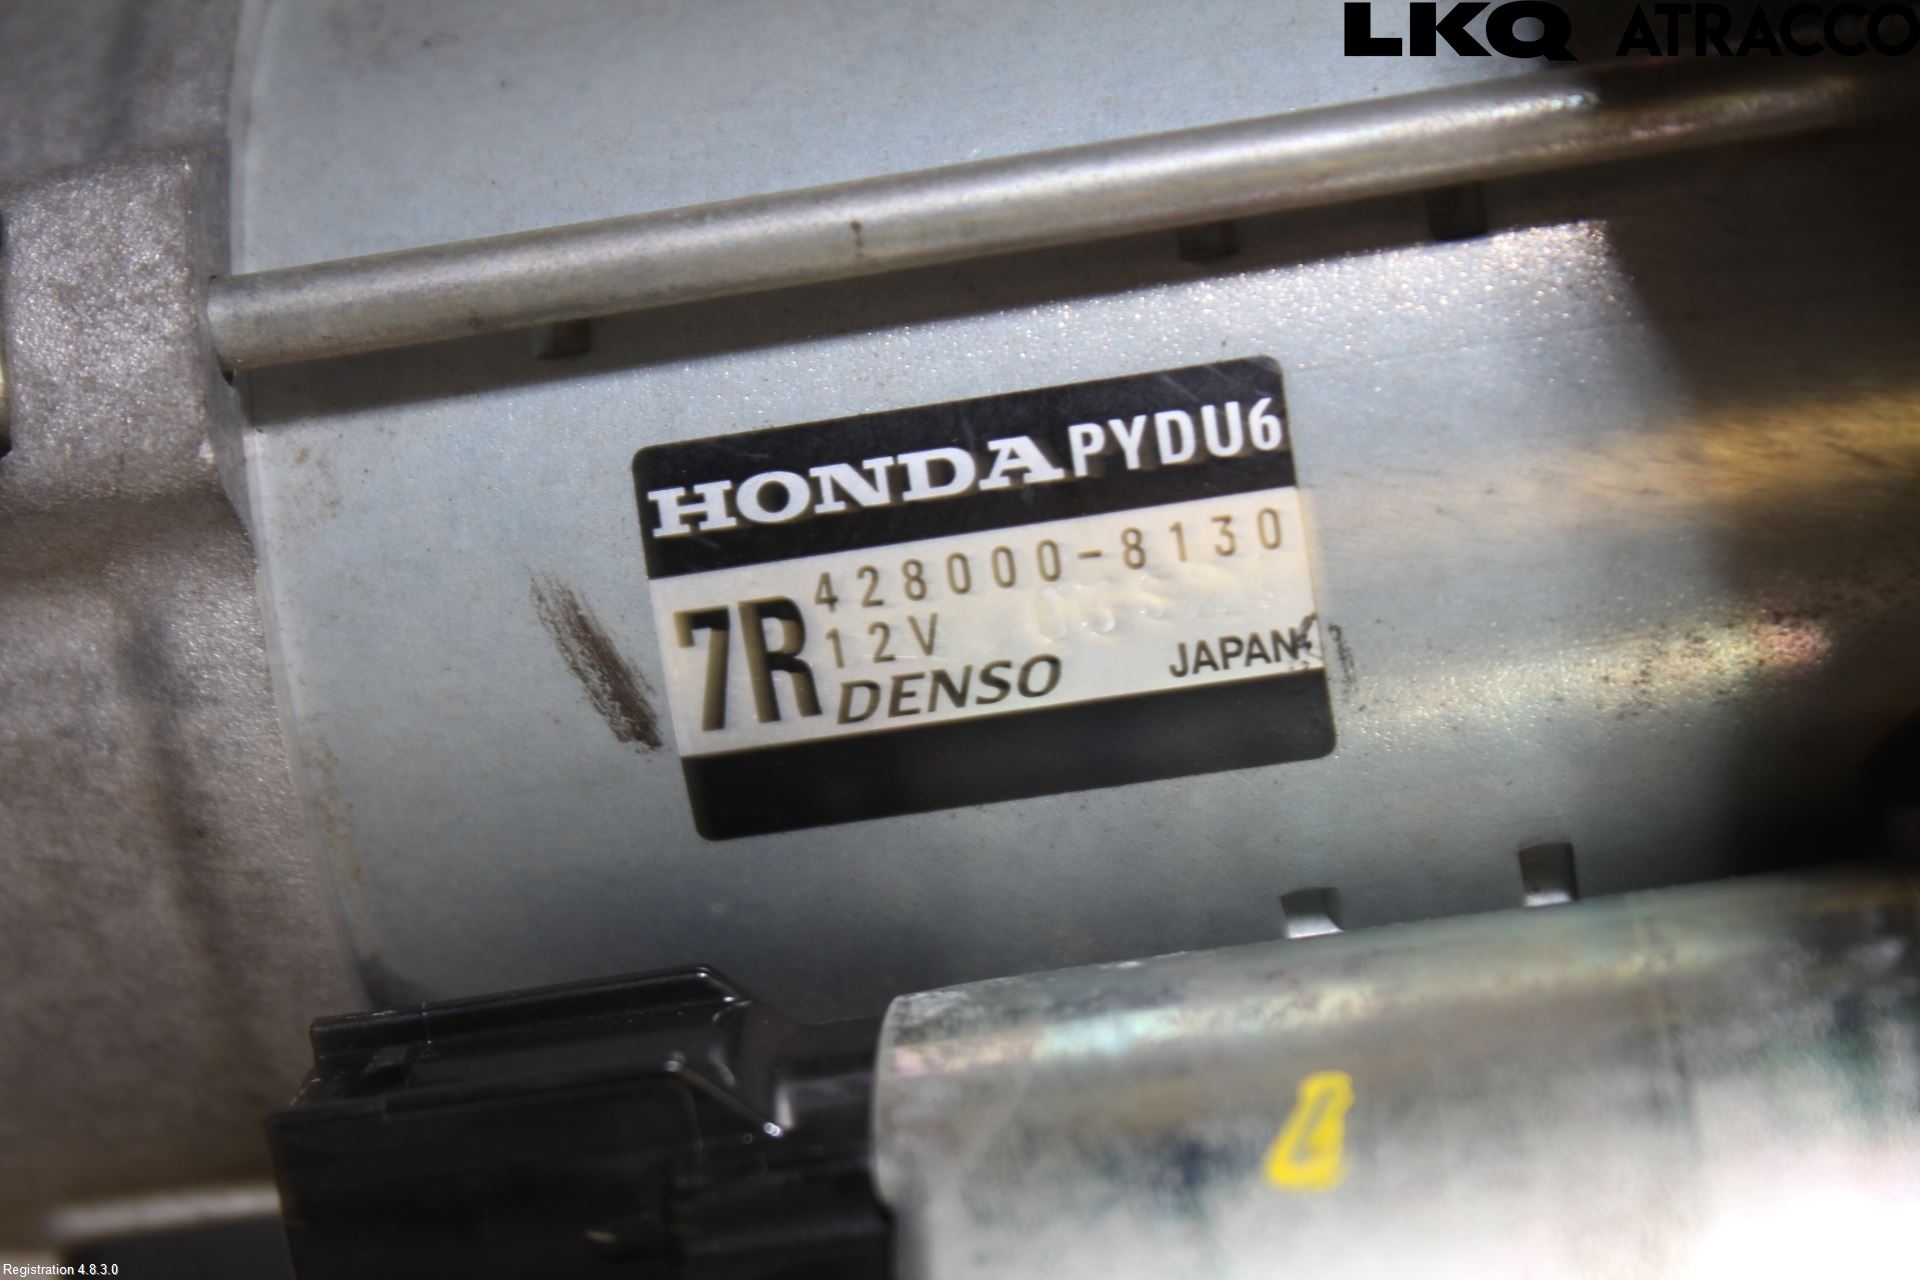 LKQ ATRACCO
HONDA PYDU6
428000-8130
7R
12V
DENSO
JAPAN
Registration 4.8.3.0